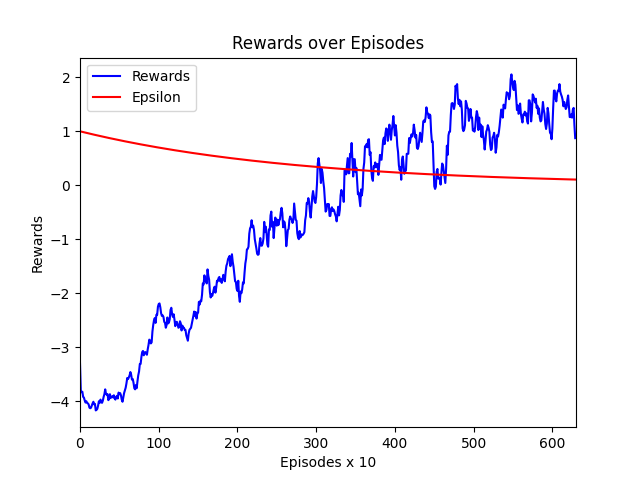 Rewards over Episodes
Rewards
Epsilon
2
1
0
−1
−2
−3
−4
Rewards
0 100 200 300 400 500 600
Episodes x 10